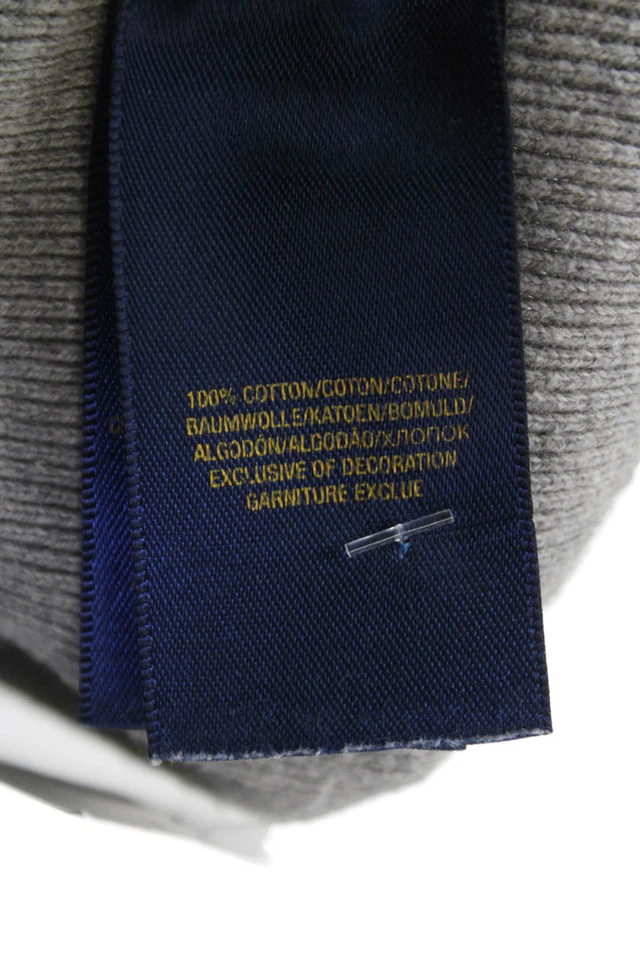 100% COTTON/COTON/COTONE/
BAUMWOLLE/KATOEN/BOMULD/
ALGODÓN/ALGODÃO/ХЛОПОК
EXCLUSIVE OF DECORATION
GARNITURE EXCLUE